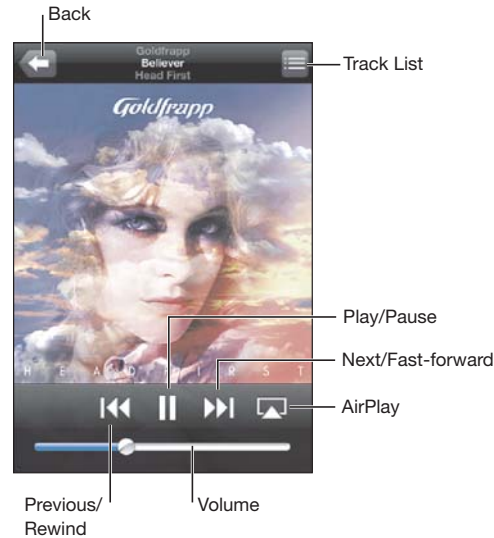 Back
Goldfrapp
Believer
Head First
Track List
Goldfrapp
Play/Pause
Next/Fast-forward
HEAD FIRST
AirPlay
Previous/
Rewind
Volume